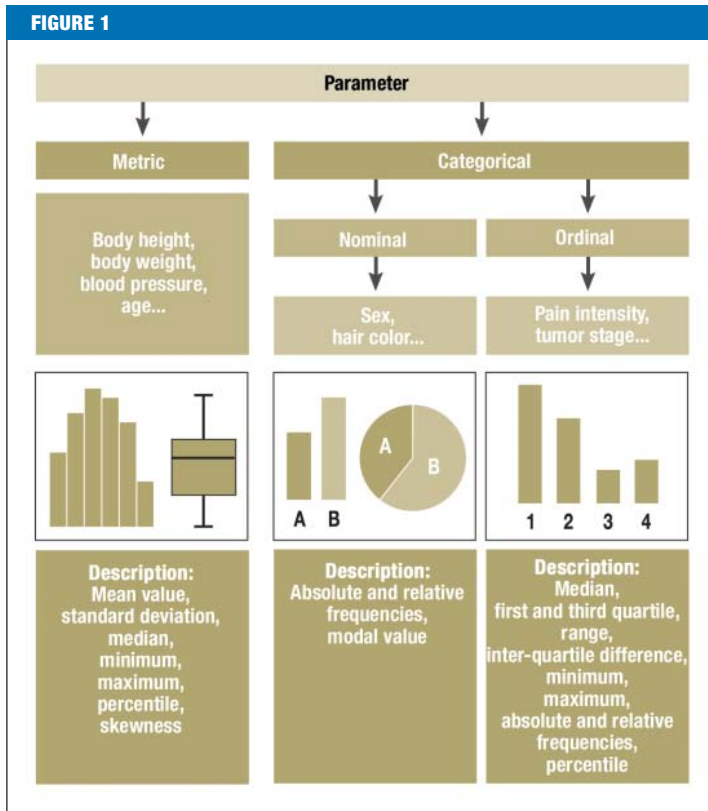 FIGURE 1
Parameter
Metric
Categorical
Body height,
body weight,
blood pressure,
age...
Nominal
Ordinal
Sex,
hair color...
Pain intensity,
tumor stage...
A
B
A
B
1
2
3
4
Description:
Mean value,
standard deviation,
median,
minimum,
maximum,
percentile,
skewness
Description:
Absolute and relative
frequencies,
modal value
Description:
Median,
first and third quartile,
range,
inter-quartile difference,
minimum,
maximum,
absolute and relative
frequencies,
percentile